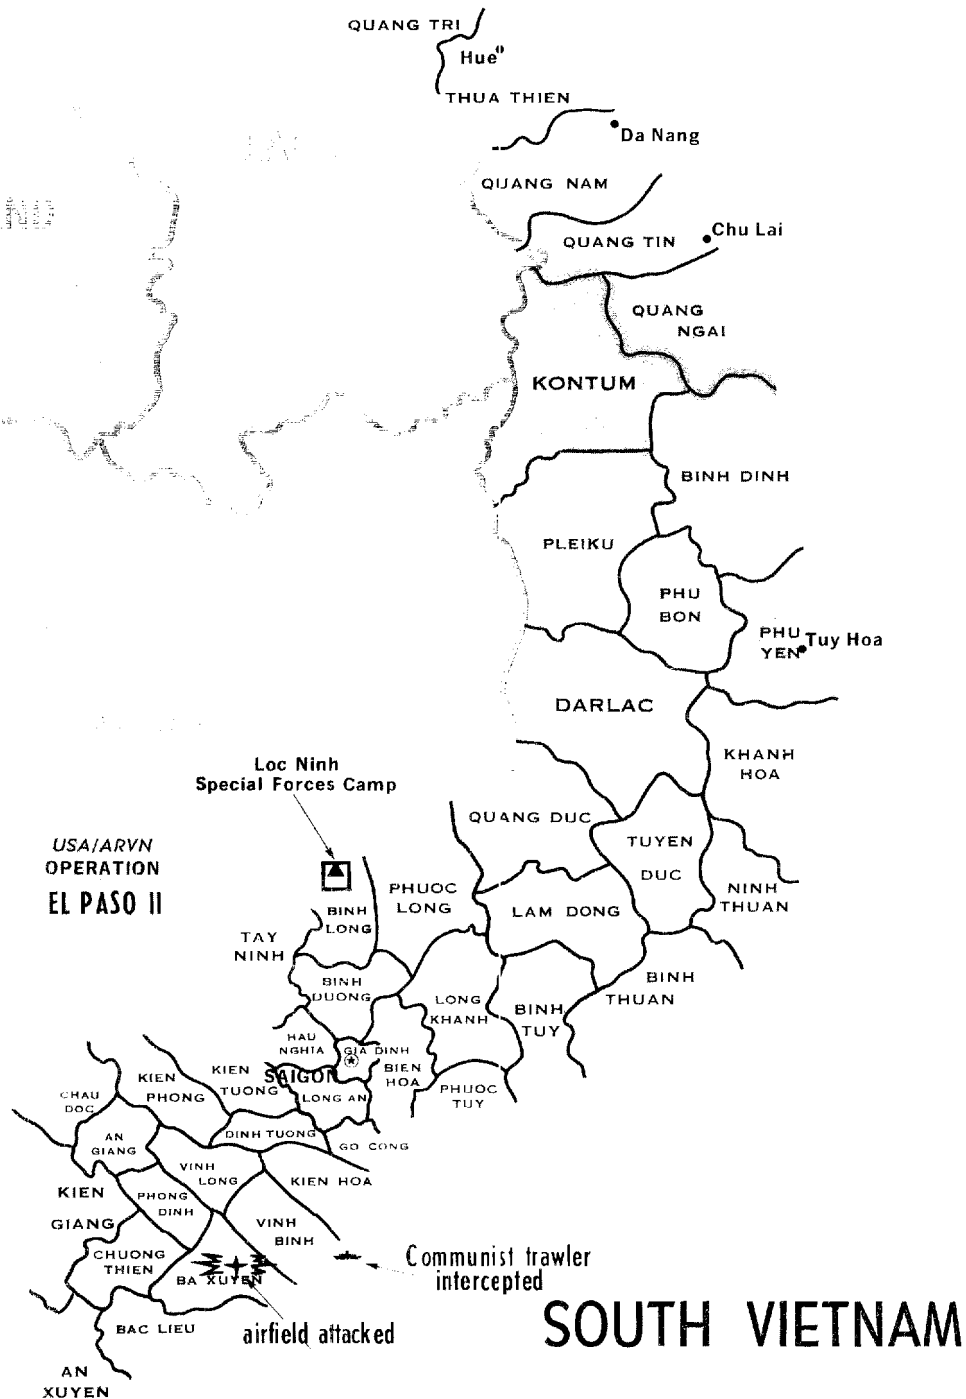 QUANG TRI
Hue
THUA THIEN
Da Nang
QUANG NAM
Chu Lai
QUANG TIN
QUANG
NGAI
KONTUM
BINH DINH
PLEIKU
PHU
BON
PHU
YEN
Tuy Hoa
DARLAC
KHANH
HOA
Loc Ninh
Special Forces Camp
QUANG DUC
TUYEN
DUC
USA/ARVN
OPERATION
EL PASO II
PHUOC
LONG
NINH
THUAN
LAM DONG
BINH
LONG
TAY
NINH
BINH
THUAN
BINH
DUONG
LONG
KHANH
BINH
TUY
HAU
NGHIA
GIA DINH
SAIGON
BIEN
HOA
KIEN
TUONG
KIEN
PHONG
PHUOC
TUY
CHAU
DOC
LONG AN
AN
GIANG
DINH TUONG
GO CONG
VINH
LONG
KIEN HOA
KIEN
GIANG
PHONG
DINH
VINH
BINH
CHUONG
THIEN
BA XUYEN
Communist trawler
intercepted
airfield attacked
BAC LIEU
SOUTH VIETNAM
AN
XUYEN